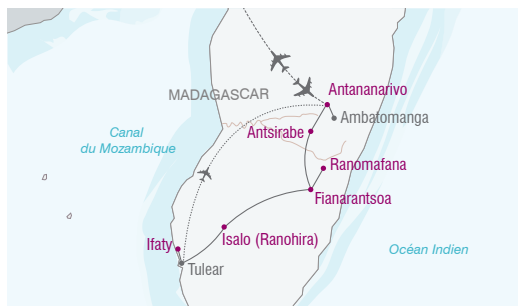 Antananarivo
MADAGASCAR
Ambatomanga
Canal
du Mozambique
Antsirabe
Ranomafana
Fianarantsoa
Ifaty
Isalo (Ranohira)
Océan Indien
Tulear